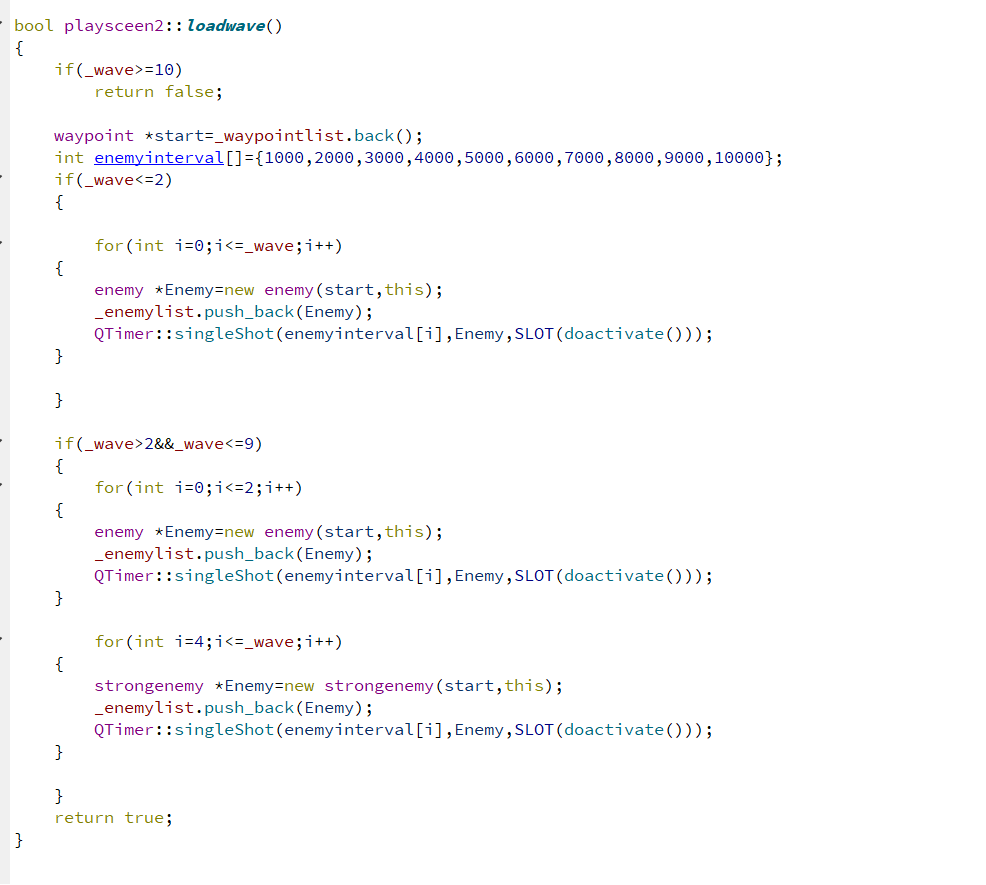 bool playsceen2::loadwave()
{
    if(_wave>=10)
        return false;

    waypoint *start=_waypointlist.back();
    int enemyinterval[]={1000,2000,3000,4000,5000,6000,7000,8000,9000,10000};
    if(_wave<=2)
    {

        for(int i=0;i<=_wave;i++)
    {
        enemy *Enemy=new enemy(start,this);
        _enemylist.push_back(Enemy);
        QTimer::singleShot(enemyinterval[i],Enemy,SLOT(doactivate()));
    }

    }

    if(_wave>2&&_wave<=9)
    {
        for(int i=0;i<=2;i++)
    {
        enemy *Enemy=new enemy(start,this);
        _enemylist.push_back(Enemy);
        QTimer::singleShot(enemyinterval[i],Enemy,SLOT(doactivate()));
    }

        for(int i=4;i<=_wave;i++)
    {
        strongenemy *Enemy=new strongenemy(start,this);
        _enemylist.push_back(Enemy);
        QTimer::singleShot(enemyinterval[i],Enemy,SLOT(doactivate()));
    }

    }
    return true;
}